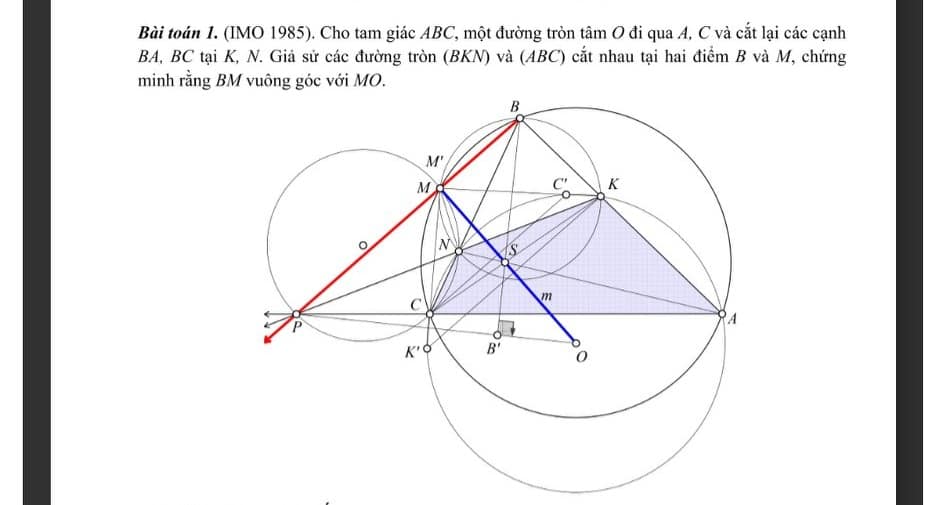 Bài toán 1. (IMO 1985). Cho tam giác ABC, một đường tròn tâm O đi qua A, C và cắt lại các cạnh
BA, BC tại K, N. Giả sử các đường tròn (BKN) và (ABC) cắt nhau tại hai điểm B và M, chứng
minh rằng BM vuông góc với MO.
B
M'
M
C'
K
N
S
C
m
P
A
K'
B'
O